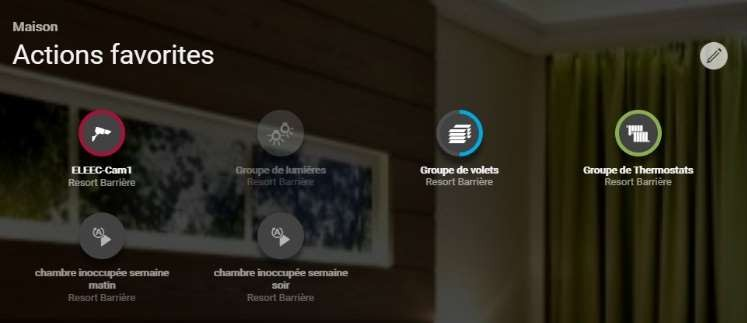 Maison
Actions favorites
ELEEC-Cam1
Resort Barrière
Groupe de lumières
Resort Barrière
Groupe de volets
Resort Barrière
Groupe de Thermostats
Resort Barrière
chambre inoccupée semaine
matin
Resort Barrière
chambre inoccupée semaine
soir
Resort Barrière